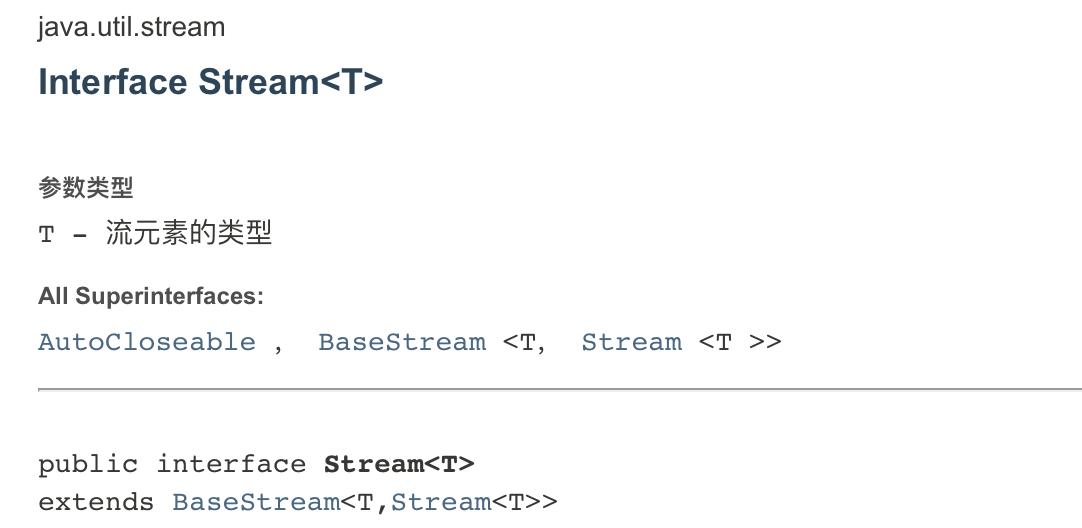 java.util.stream
Interface Stream<T>
参数类型
T - 流元素的类型
All Superinterfaces:
AutoCloseable ， BaseStream <T, Stream <T >>
public interface Stream<T>
extends BaseStream<T,Stream<T>>